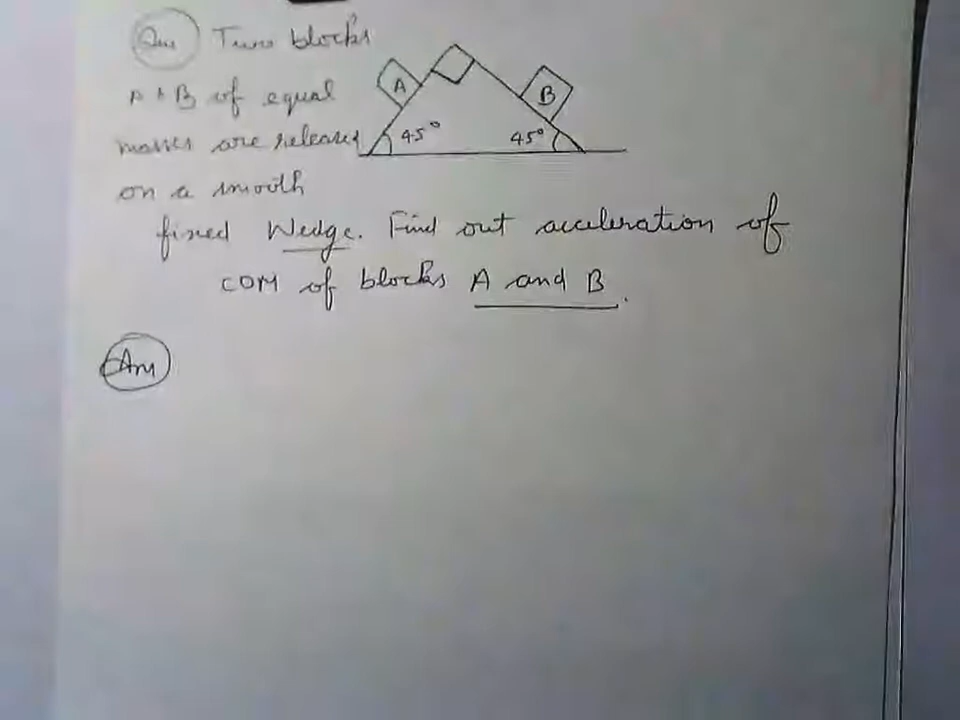 Que Two blocks
A & B of equal
masses are released
on a smooth
fixed Wedge. Find out acceleration of
COM of blocks A and B.
Ans
A
B
45°
45°